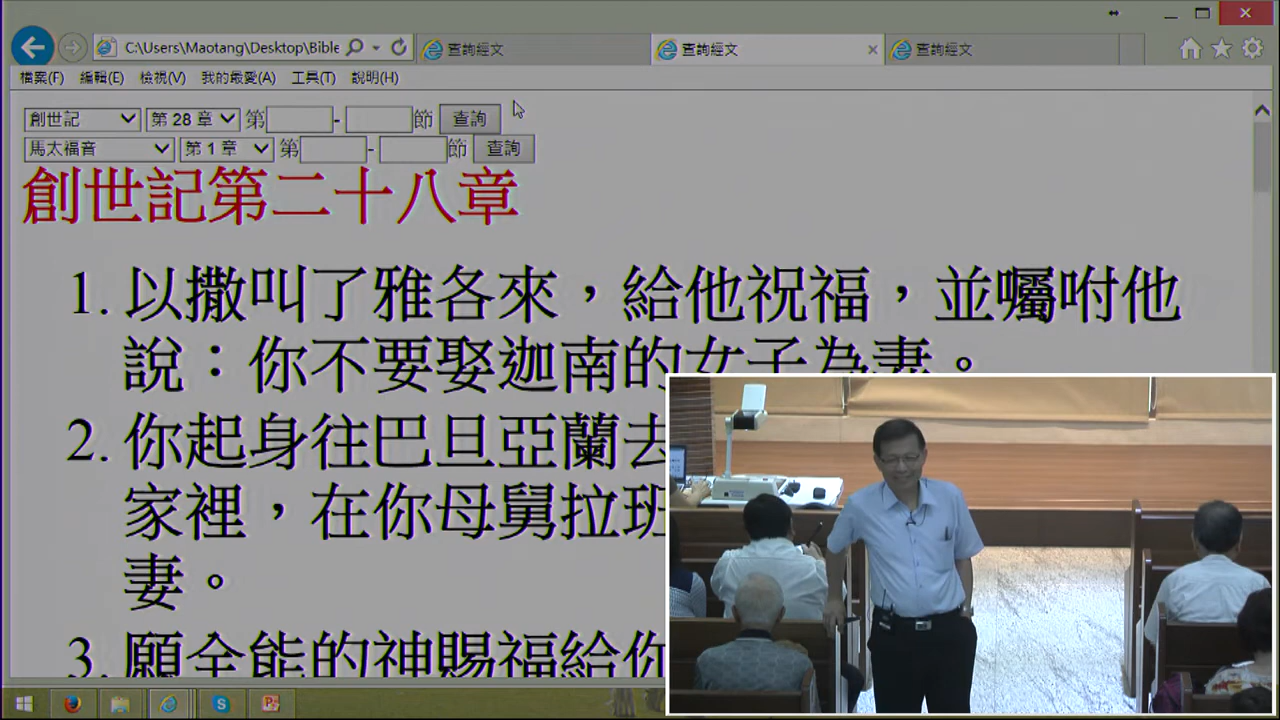 C:\Users\Maotang\Desktop\Bible
查詢經文
查詢經文
查詢經文
檔案(F) 編輯(E) 檢視(V) 我的最愛(A) 工具(T) 說明(H)
創世記 第 28 章 第 - 節 查詢
馬太福音 第 1 章 第 - 節 查詢
創世記第二十八章
1. 以撒叫了雅各來，給他祝福，並囑咐他
說：你不要娶迦南的女子為妻。
2. 你起身往巴旦亞蘭去
家裡，在你母舅拉班
妻。
3. 願全能的神賜福給你